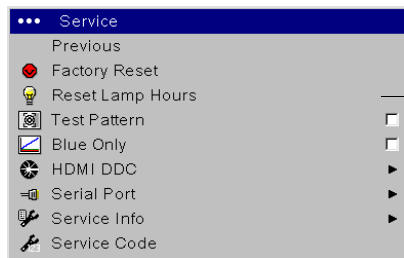 Service
Previous
Factory Reset
Reset Lamp Hours
Test Pattern
Blue Only
HDMI DDC
Serial Port
Service Info
Service Code